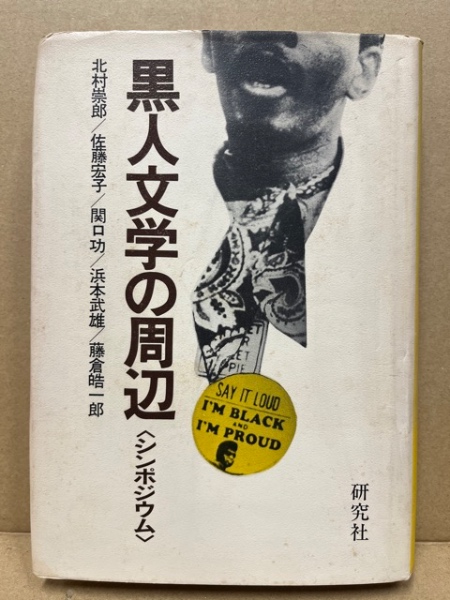 黒人文学の周辺
〈シンポジウム〉
北村崇郎/佐藤宏子/関口功/浜本武雄/藤倉皓一郎
SAY IT LOUD
I'M BLACK
AND
I'M PROUD
研究社